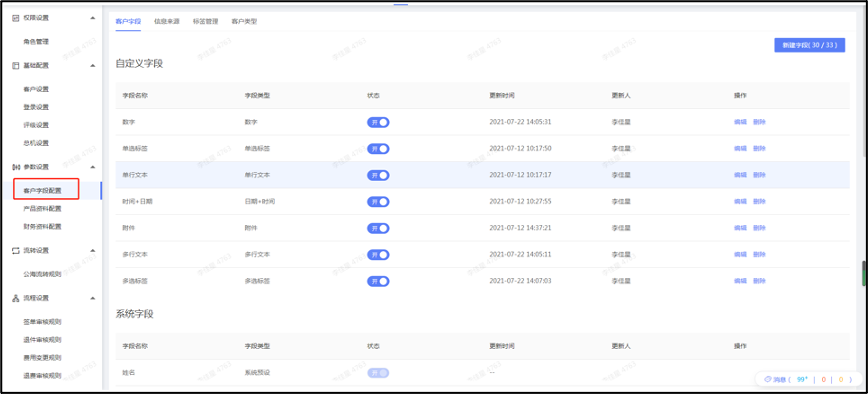 权限设置
角色管理
基础配置
客户设置
登录设置
评级设置
总机设置
参数设置
客户字段配置
产品资料配置
财务资料配置
流转设置
公海流转规则
流程设置
签单审核规则
退件审核规则
费用变更规则
退费审核规则
客户字段 信息来源 标签管理 客户类型
新建字段( 30 / 33 )
自定义字段
字段名称 字段类型 状态 更新时间 更新人 操作
数字 数字 开 2021-07-22 14:05:31 李佳星 编辑 删除
单选标签 单选标签 开 2021-07-12 10:17:50 李佳星 编辑 删除
单行文本 单行文本 开 2021-07-12 10:17:17 李佳星 编辑 删除
时间+日期 日期+时间 开 2021-07-12 10:27:55 李佳星 编辑 删除
附件 附件 开 2021-07-12 14:37:21 李佳星 编辑 删除
多行文本 多行文本 开 2021-07-22 14:05:11 李佳星 编辑 删除
多选标签 多选标签 开 2021-07-22 14:07:03 李佳星 编辑 删除
系统字段
字段名称 字段类型 状态 更新时间 更新人 操作
姓名 系统预设 开 --
消息 ( 99+ | 0 | 0 )